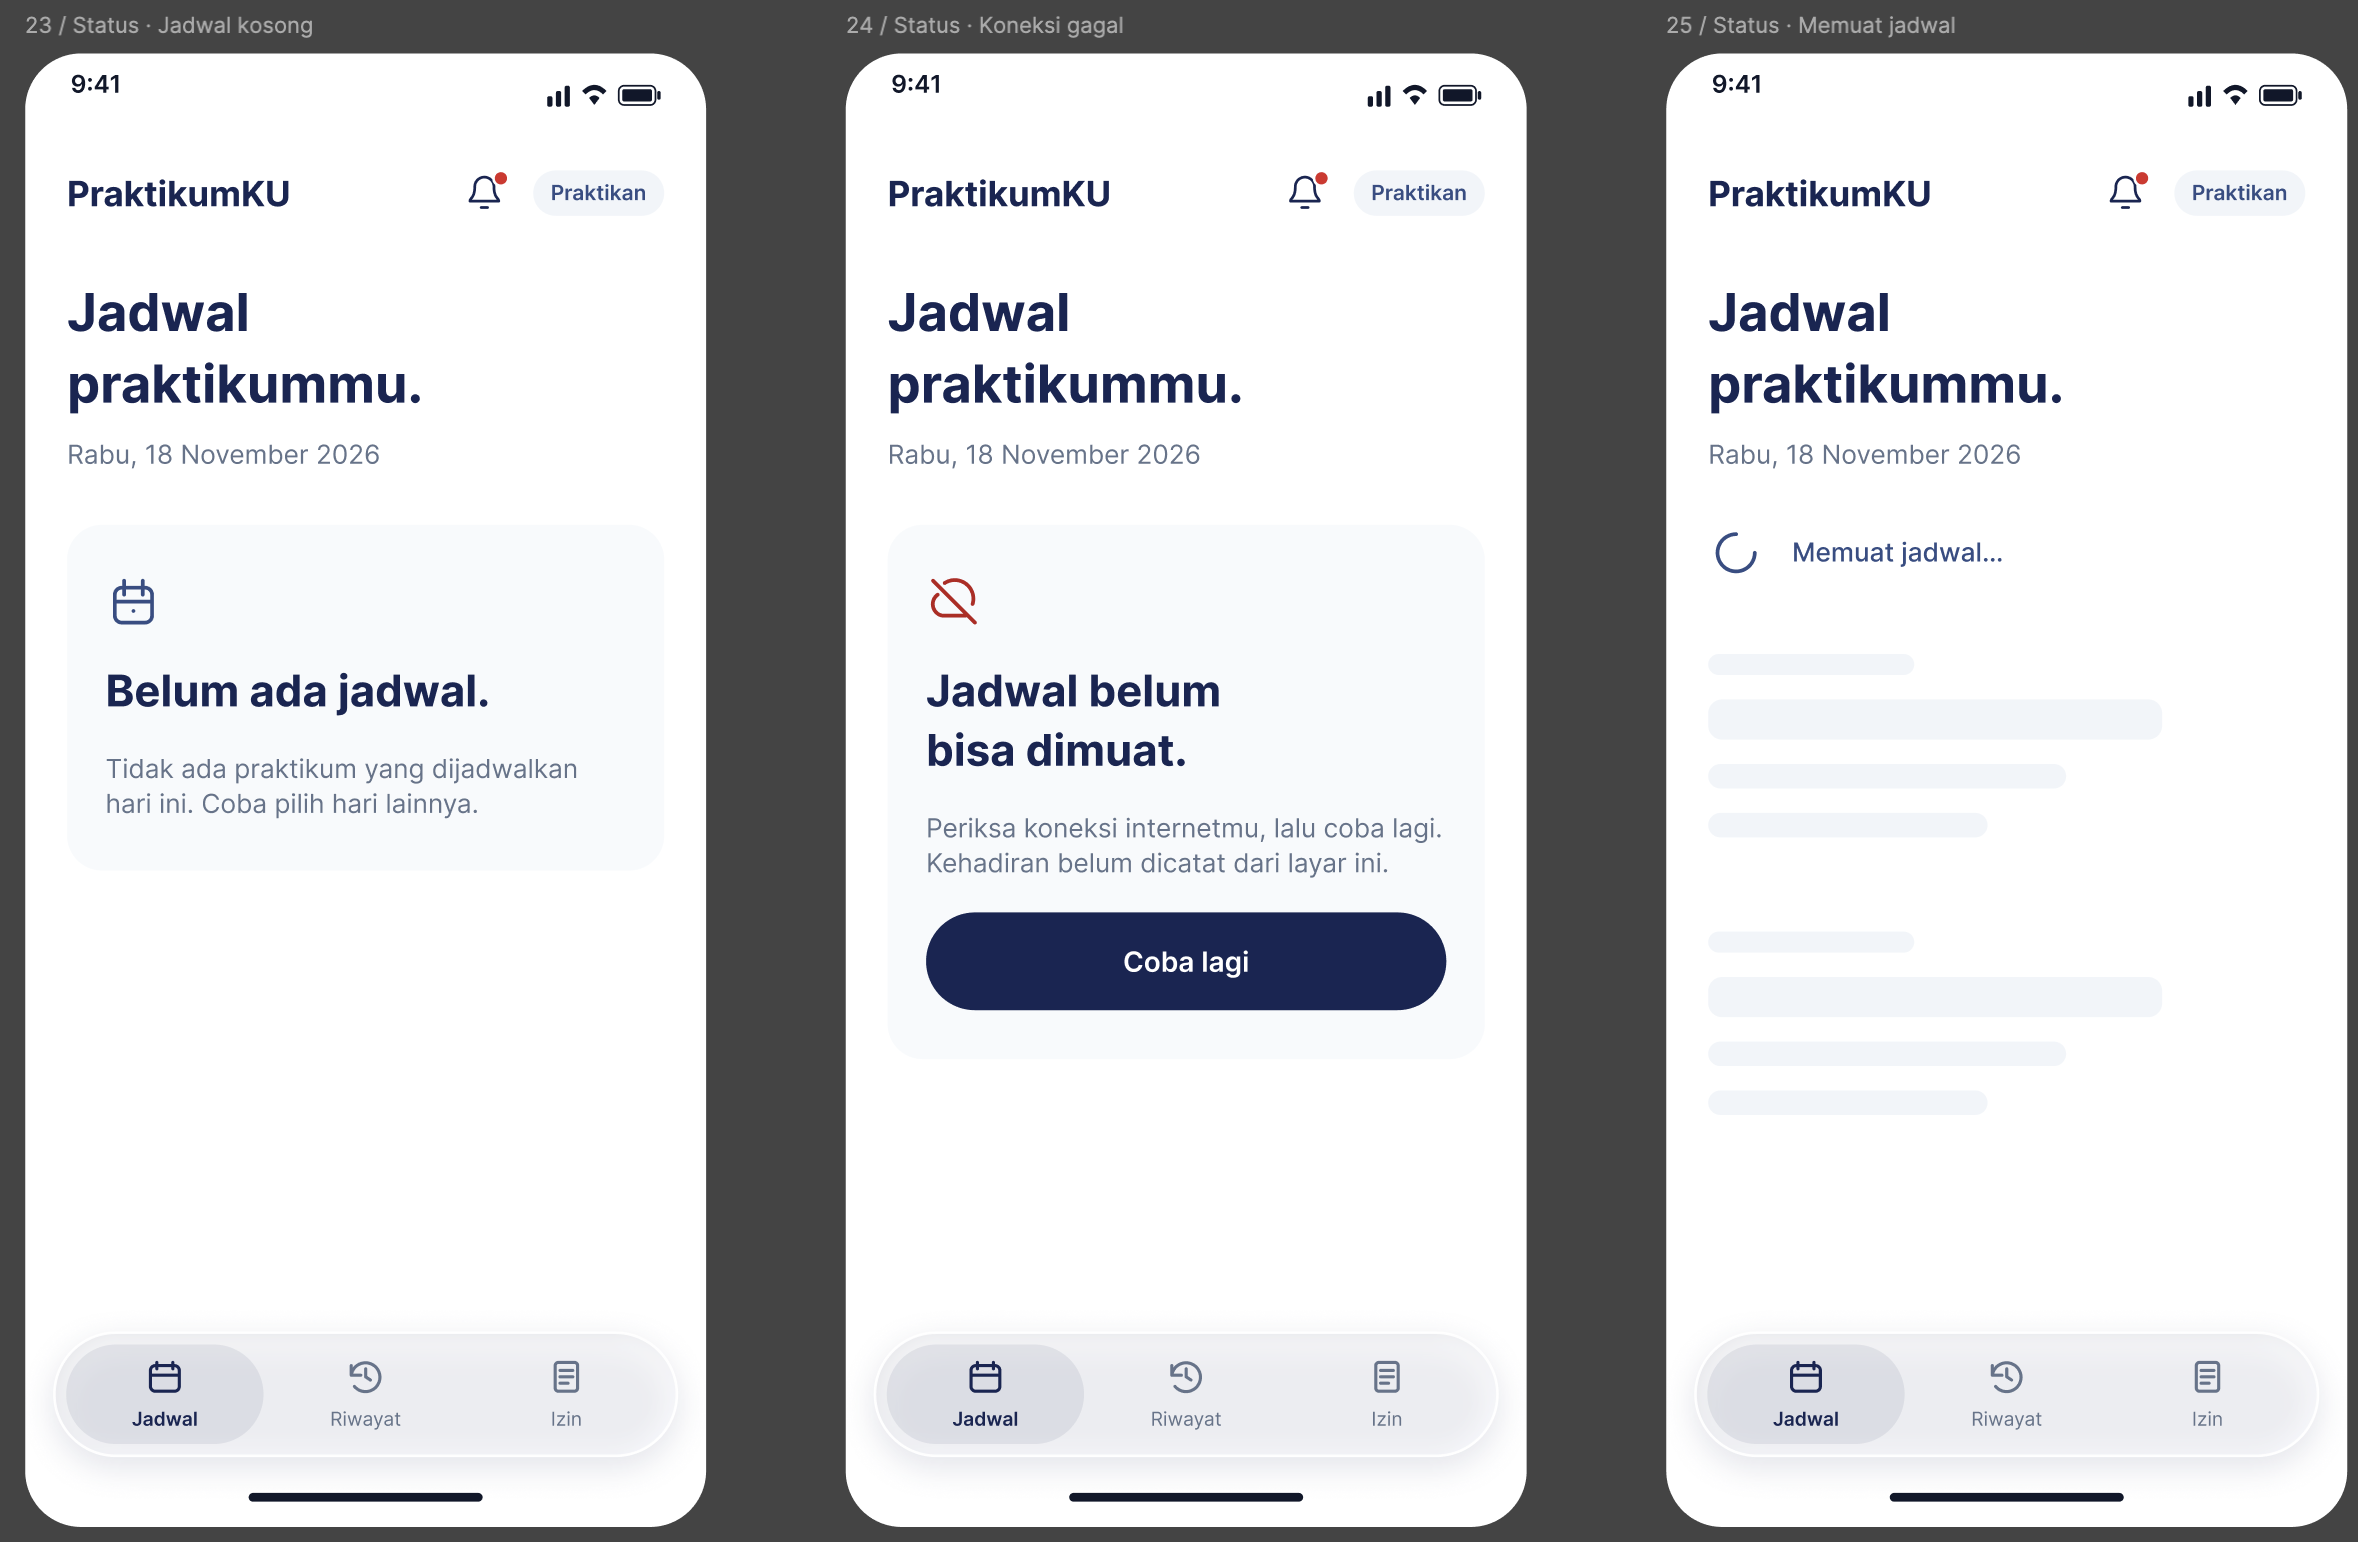 23 / Status · Jadwal kosong
9:41
PraktikumKU
Praktikan
Jadwal
praktikummu.
Rabu, 18 November 2026
Belum ada jadwal.
Tidak ada praktikum yang dijadwalkan
hari ini. Coba pilih hari lainnya.
Jadwal
Riwayat
Izin
24 / Status · Koneksi gagal
9:41
PraktikumKU
Praktikan
Jadwal
praktikummu.
Rabu, 18 November 2026
Jadwal belum
bisa dimuat.
Periksa koneksi internetmu, lalu coba lagi.
Kehadiran belum dicatat dari layar ini.
Coba lagi
Jadwal
Riwayat
Izin
25 / Status · Memuat jadwal
9:41
PraktikumKU
Praktikan
Jadwal
praktikummu.
Rabu, 18 November 2026
Memuat jadwal...
Jadwal
Riwayat
Izin